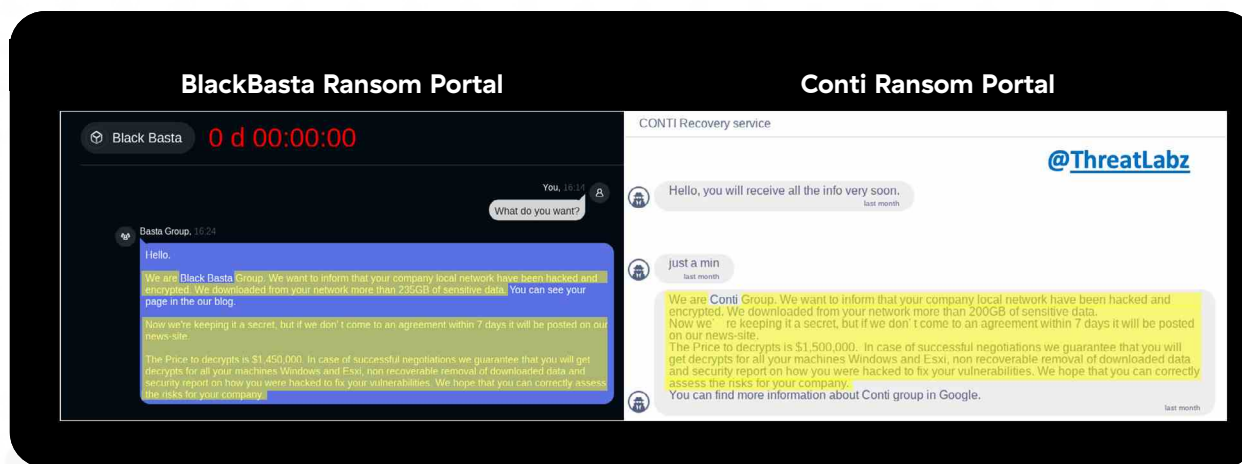 BlackBasta Ransom Portal
Conti Ransom Portal
Black Basta
0 d 00:00:00
You, 16:14
What do you want?
Basta Group, 16:24
Hello.
We are Black Basta Group. We want to inform that your company local network have been hacked and
encrypted. We downloaded from your network more than 235GB of sensitive data. You can see your
page in the our blog.
Now we're keeping it a secret, but if we don' t come to an agreement within 7 days it will be posted on our
news-site.
The Price to decrypts is $1,450,000. In case of successful negotiations we guarantee that you will get
decrypts for all your machines Windows and Esxi, non recoverable removal of downloaded data and
security report on how you were hacked to fix your vulnerabilities. We hope that you can correctly assess
the risks for your company.
CONTI Recovery service
@ThreatLabz
Hello, you will receive all the info very soon.
last month
just a min
last month
We are Conti Group. We want to inform that your company local network have been hacked and
encrypted. We downloaded from your network more than 200GB of sensitive data.
Now we' re keeping it a secret, but if we don' t come to an agreement within 7 days it will be posted
on our news-site.
The Price to decrypts is $1,500,000. In case of successful negotiations we guarantee that you will
get decrypts for all your machines Windows and Esxi, non recoverable removal of downloaded data
and security report on how you were hacked to fix your vulnerabilities. We hope that you can correctly
assess the risks for your company.
You can find more information about Conti group in Google.
last month